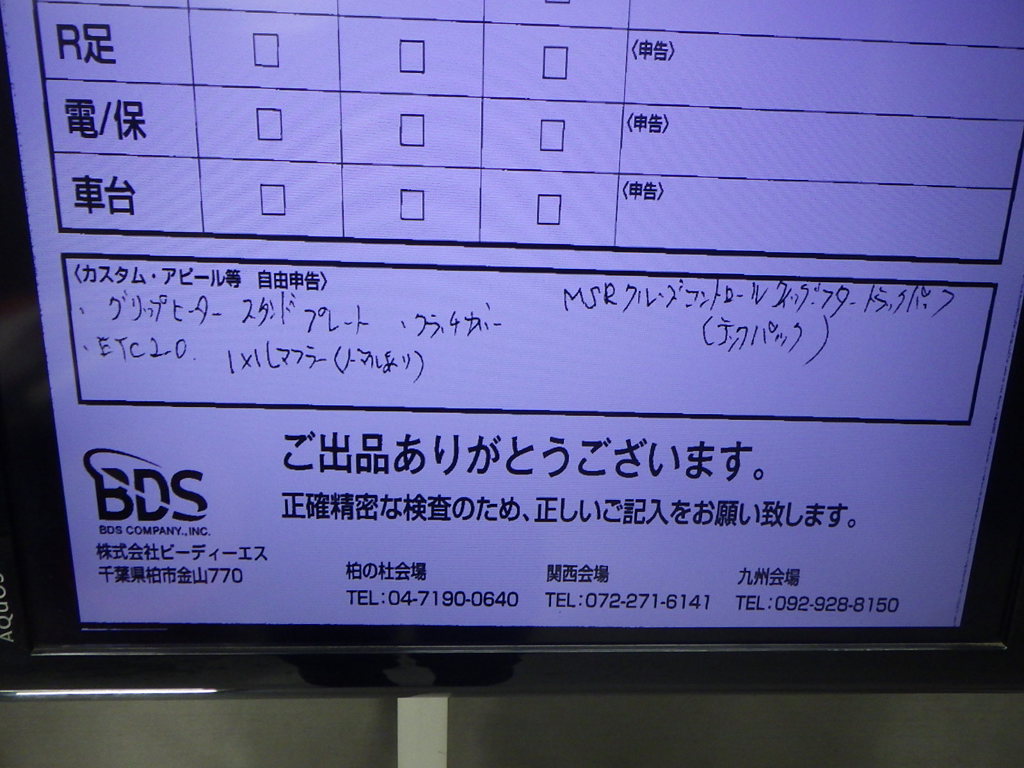 R足 □ □ □ 〈申告〉
電/保 □ □ □ 〈申告〉
車台 □ □ □ 〈申告〉
〈カスタム・アピール等 自由申告〉
・グリップヒーター スタンドプレート ・クラッチカバー
MSR クルーズコントロール クイックシフター トラックパック
・ETC2.0. マフラー(ノーマルあり)
(テックパック)
ご出品ありがとうございます。
正確精密な検査のため、正しいご記入をお願い致します。
BDS
BDS COMPANY.,INC.
株式会社ビーディーエス
千葉県柏市金山770
柏の杜会場 関西会場 九州会場
TEL:04-7190-0640 TEL:072-271-6141 TEL:092-928-8150
AQUOS